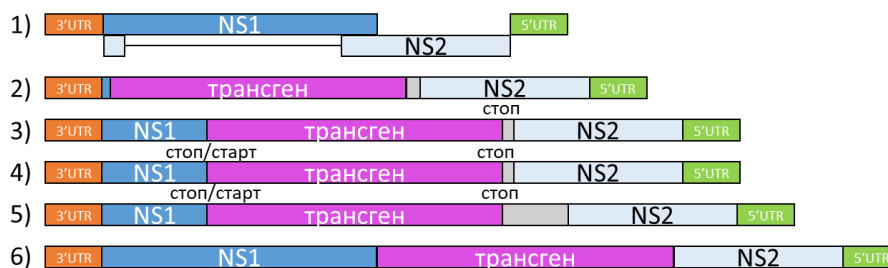 1) 3'UTR NS1 5'UTR
NS2
2) 3'UTR трансген NS2 5'UTR
стоп
3) 3'UTR NS1 трансген NS2 5'UTR
стоп/старт стоп
4) 3'UTR NS1 трансген NS2 5'UTR
стоп/старт стоп
5) 3'UTR NS1 трансген NS2 5'UTR
6) 3'UTR NS1 трансген NS2 5'UTR